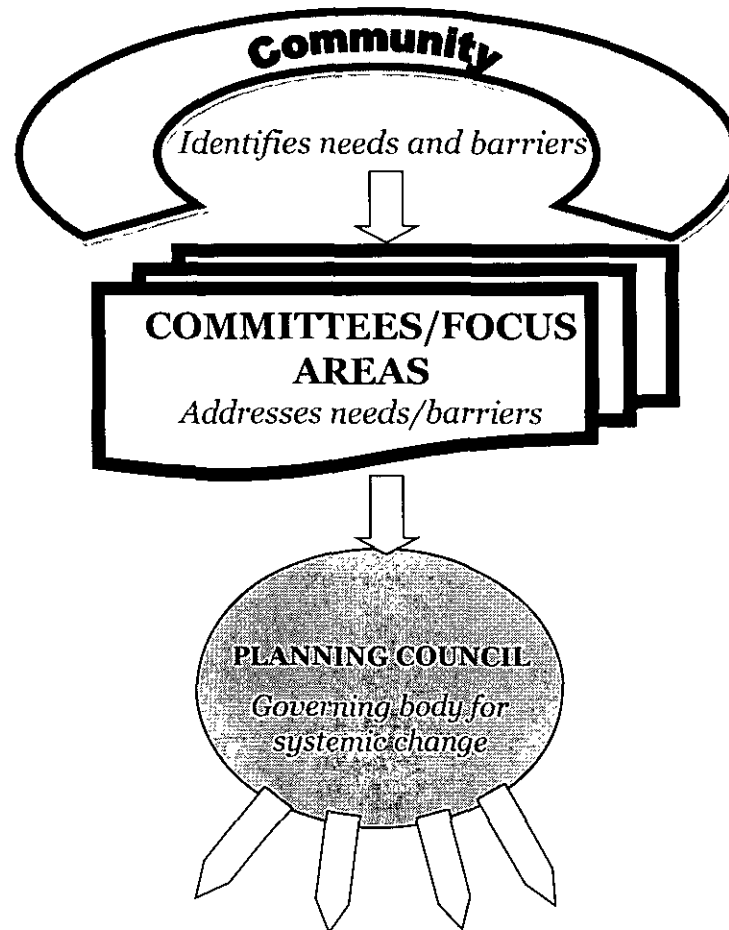 Community
Identifies needs and barriers
COMMITTEES/FOCUS
AREAS
Addresses needs/barriers
PLANNING COUNCIL
Governing body for
systemic change